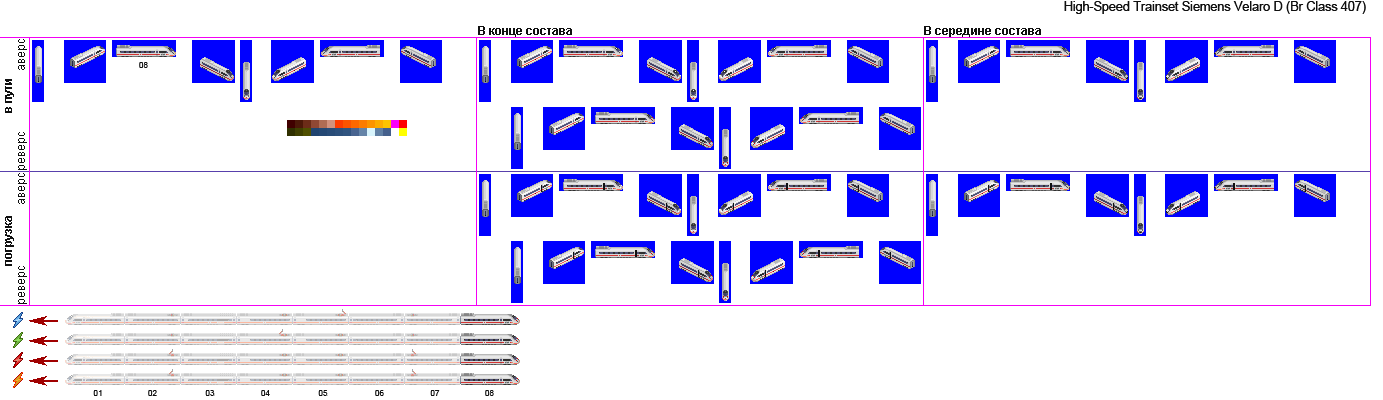 High-Speed Trainset Siemens Velaro D (Br Class 407)
В конце состава
В середине состава
в пути
аверс
08
реверс
погрузка
аверс
реверс
01 02 03 04 05 06 07 08